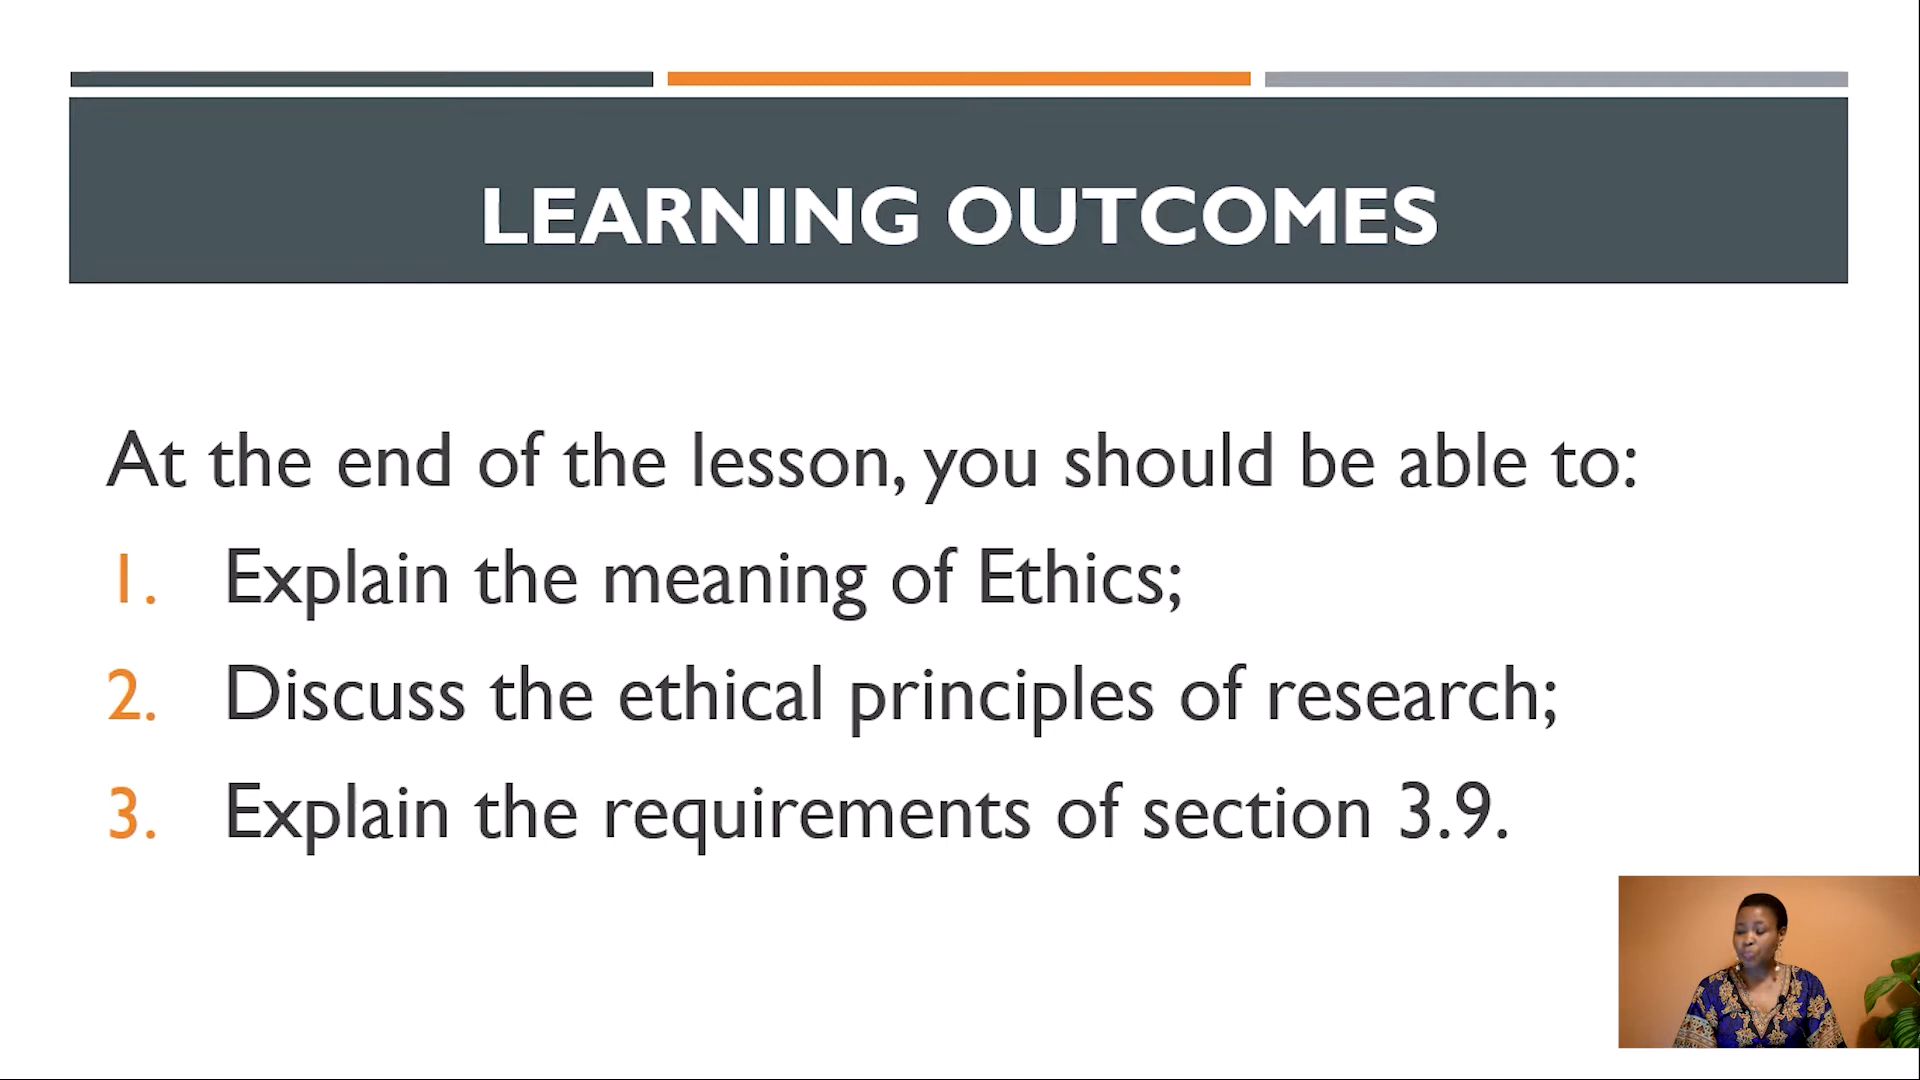 LEARNING OUTCOMES
At the end of the lesson, you should be able to:
1. Explain the meaning of Ethics;
2. Discuss the ethical principles of research;
3. Explain the requirements of section 3.9.